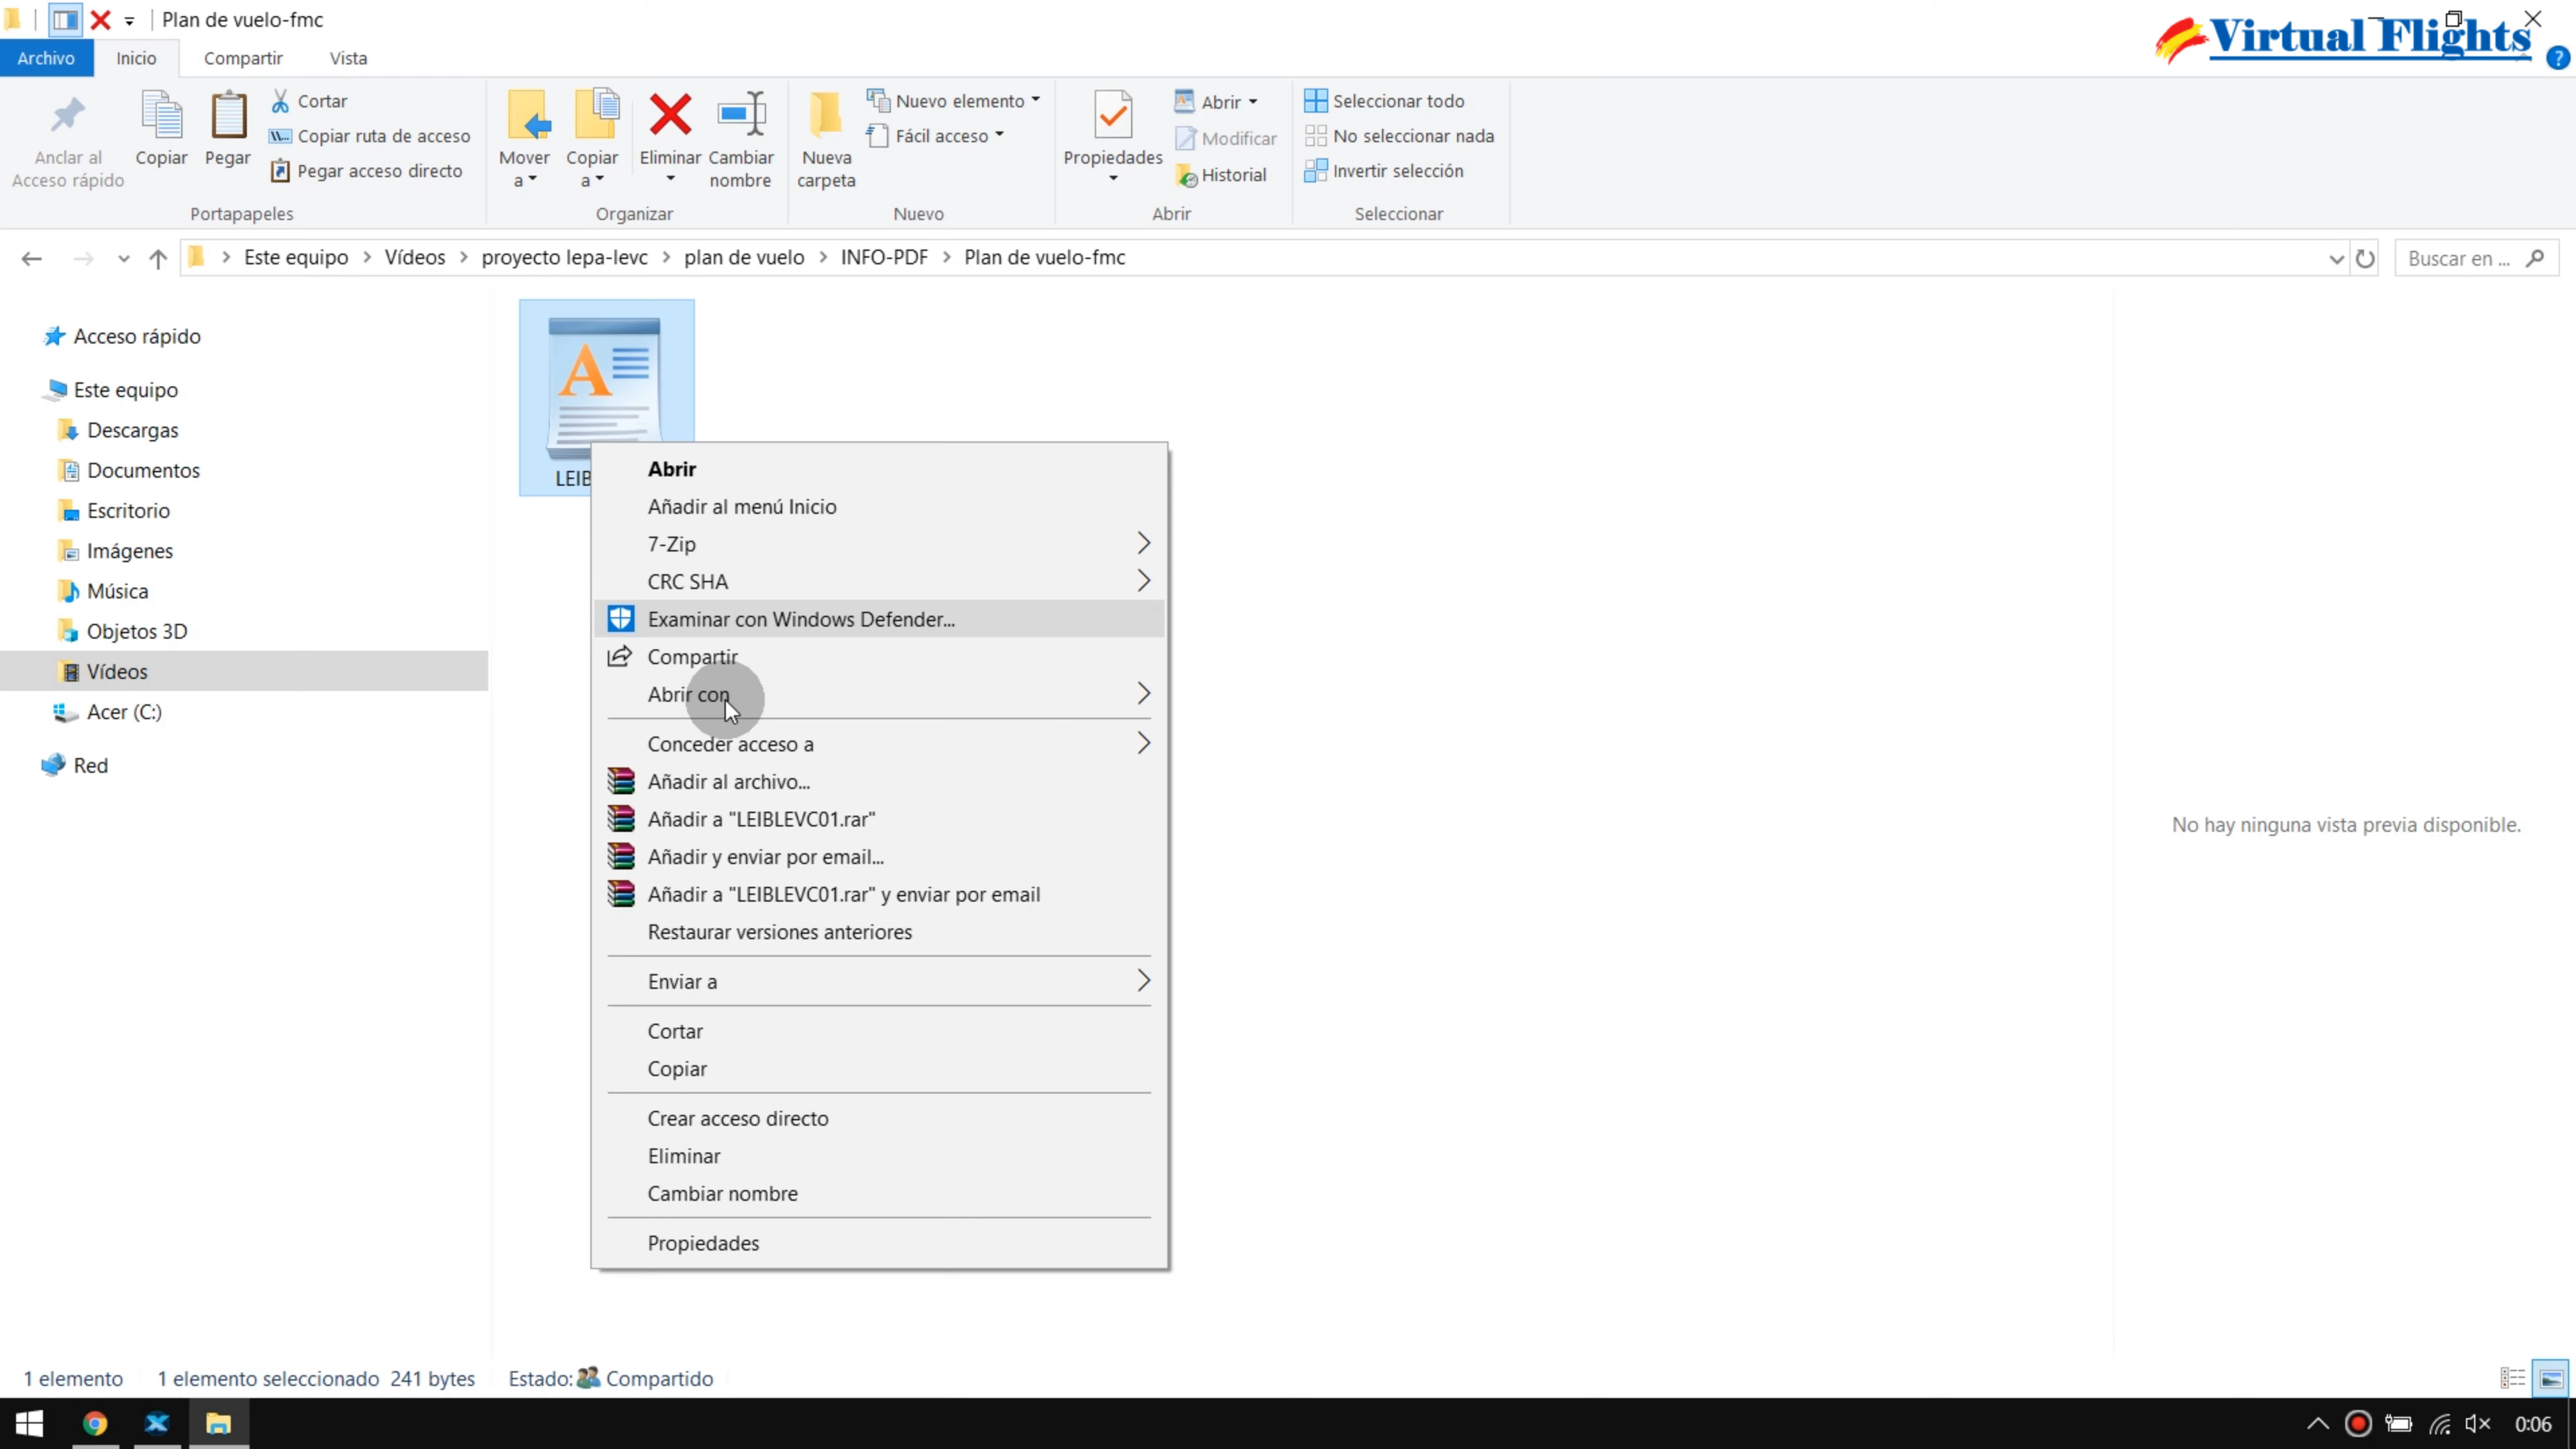 Plan de vuelo-fmc
Virtual Flights
Archivo Inicio Compartir Vista
Anclar al Acceso rápido
Copiar
Pegar
Cortar
Copiar ruta de acceso
Pegar acceso directo
Portapapeles
Mover a
Copiar a
Eliminar
Cambiar nombre
Organizar
Nueva carpeta
Nuevo elemento
Fácil acceso
Nuevo
Propiedades
Abrir
Modificar
Historial
Abrir
Seleccionar todo
No seleccionar nada
Invertir selección
Seleccionar
Este equipo Vídeos proyecto lepa-levc plan de vuelo INFO-PDF Plan de vuelo-fmc
Buscar en ...
Acceso rápido
Este equipo
Descargas
Documentos
Escritorio
Imágenes
Música
Objetos 3D
Vídeos
Acer (C:)
Red
A
LEIB
Abrir
Añadir al menú Inicio
7-Zip
CRC SHA
Examinar con Windows Defender...
Compartir
Abrir con
Conceder acceso a
Añadir al archivo...
Añadir a "LEIBLEVC01.rar"
Añadir y enviar por email...
Añadir a "LEIBLEVC01.rar" y enviar por email
Restaurar versiones anteriores
Enviar a
Cortar
Copiar
Crear acceso directo
Eliminar
Cambiar nombre
Propiedades
No hay ninguna vista previa disponible.
1 elemento 1 elemento seleccionado 241 bytes Estado: Compartido
0:06